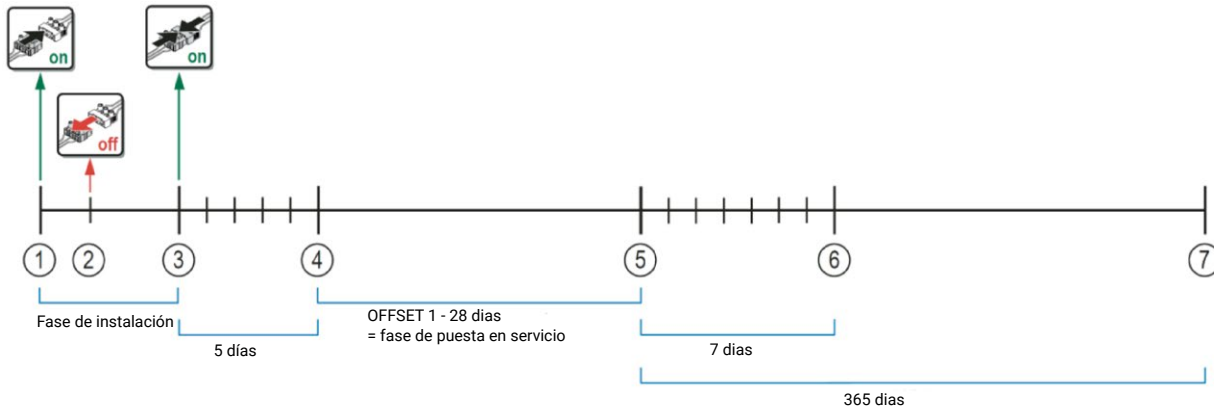 on
on
off
1 2 3 4 5 6 7
Fase de instalación
OFFSET 1 - 28 dias
= fase de puesta en servicio
5 días
7 dias
365 dias